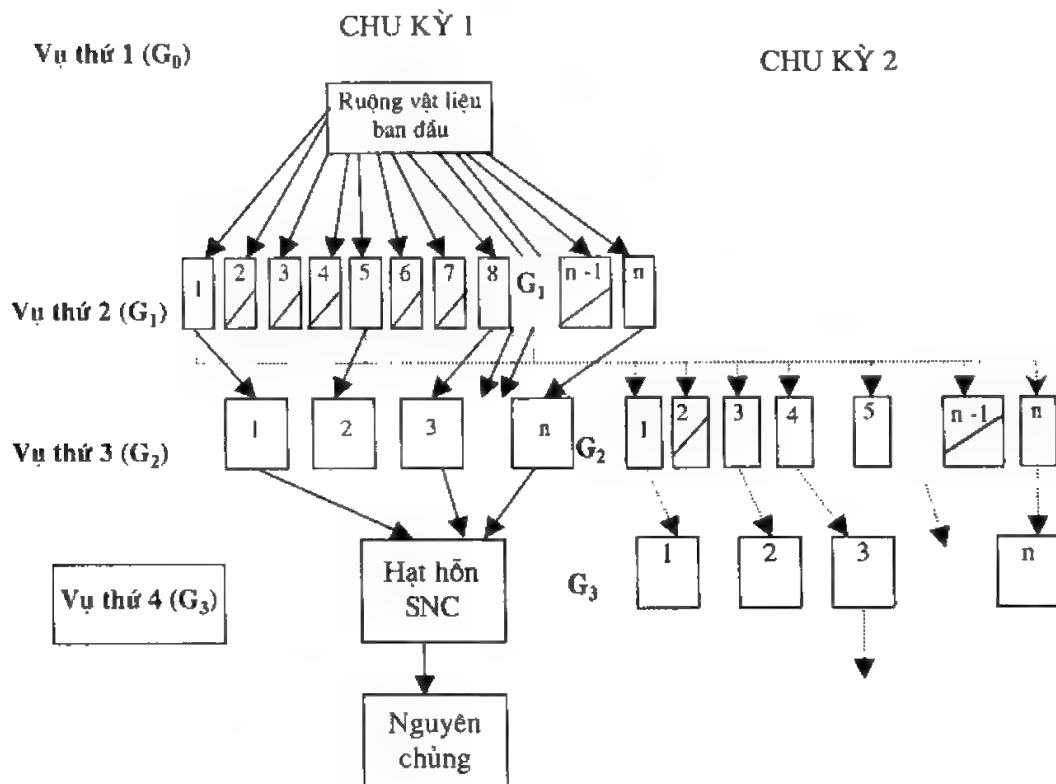 CHU KỲ 1
Vụ thứ 1 (G₀)
CHU KỲ 2
Ruộng vật liệu
ban đầu
1 2 3 4 5 6 7 8 G₁ n -1 n
Vụ thứ 2 (G₁)
1 2 3 n G₂ 1 2 3 4 5 n -1 n
Vụ thứ 3 (G₂)
Hạt hỗn
SNC
G₃ 1 2 3 n
Vụ thứ 4 (G₃)
Nguyên
chủng